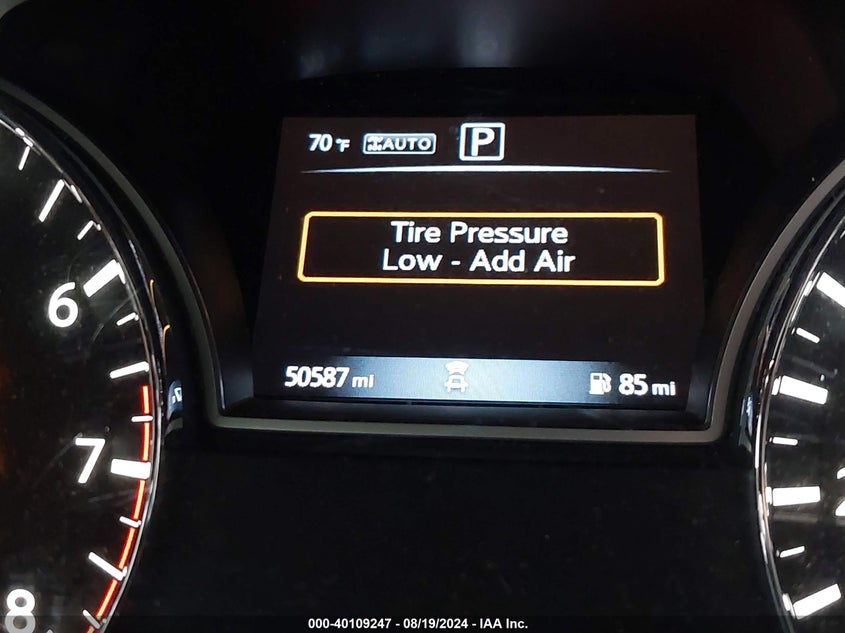 70 °F AUTO P
Tire Pressure
Low - Add Air
50587 mi 85 mi
6
7
8
2
000-40109247 - 08/19/2024 - IAA Inc.